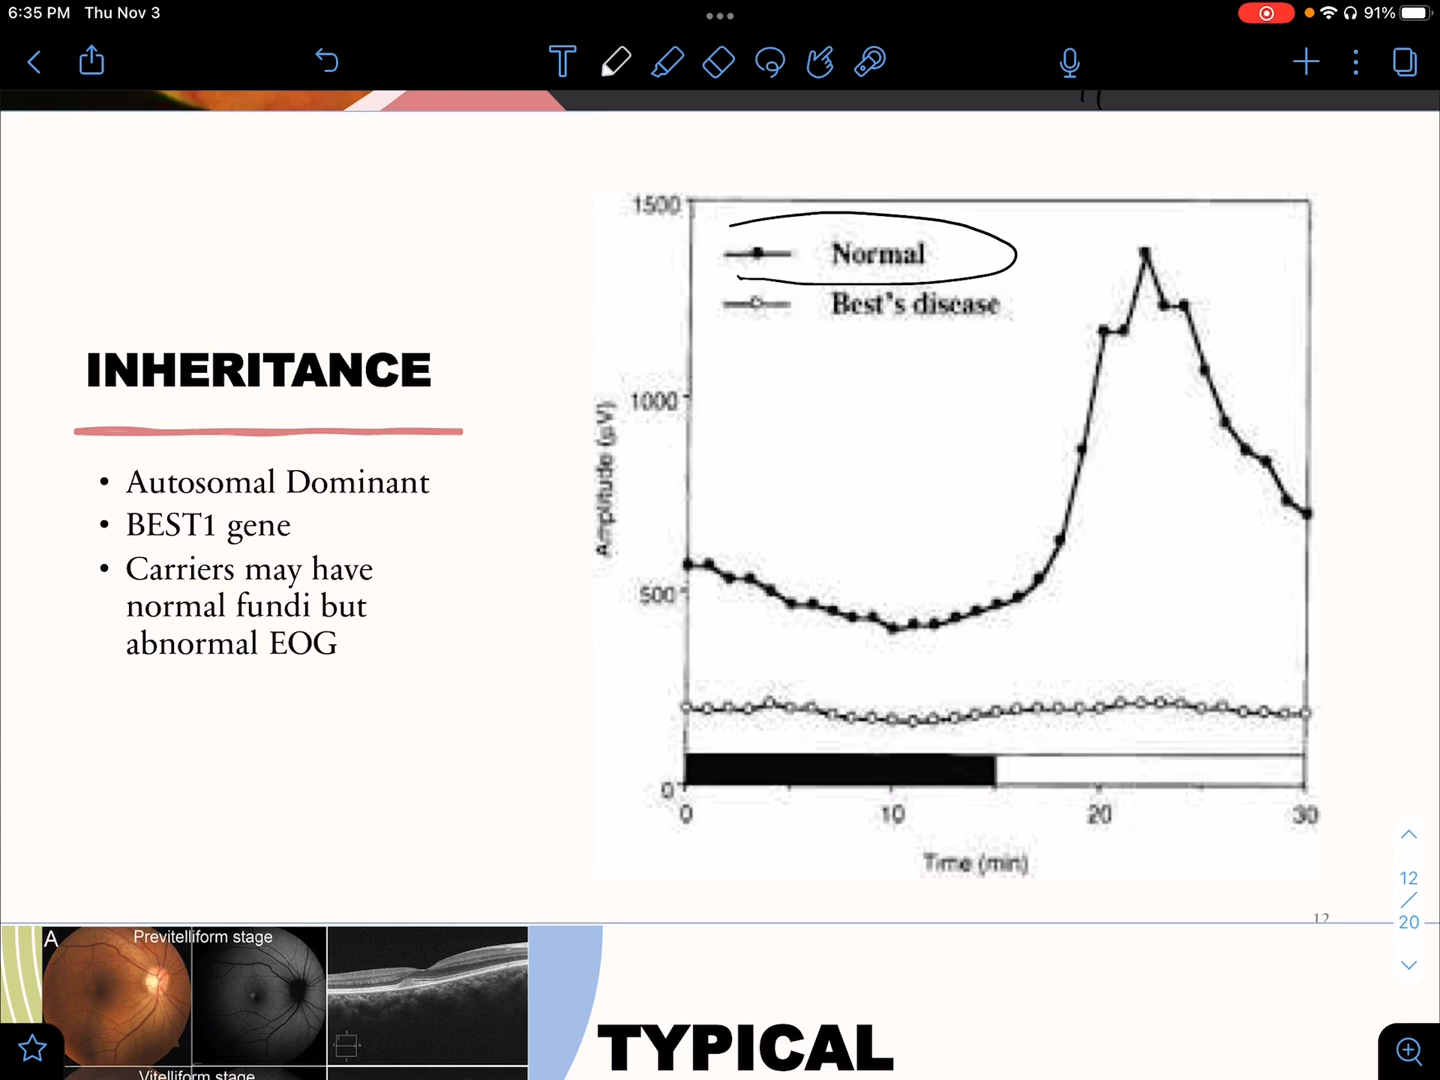 6:35 PM Thu Nov 3
91%
1500
Normal
Best's disease
INHERITANCE
1000
Amplitude (μV)
• Autosomal Dominant
• BEST1 gene
• Carriers may have
normal fundi but
abnormal EOG
500
0
0 10 20 30
Time (min)
12
12
/
20
A Previtelliform stage
TYPICAL
Vitelliform stage